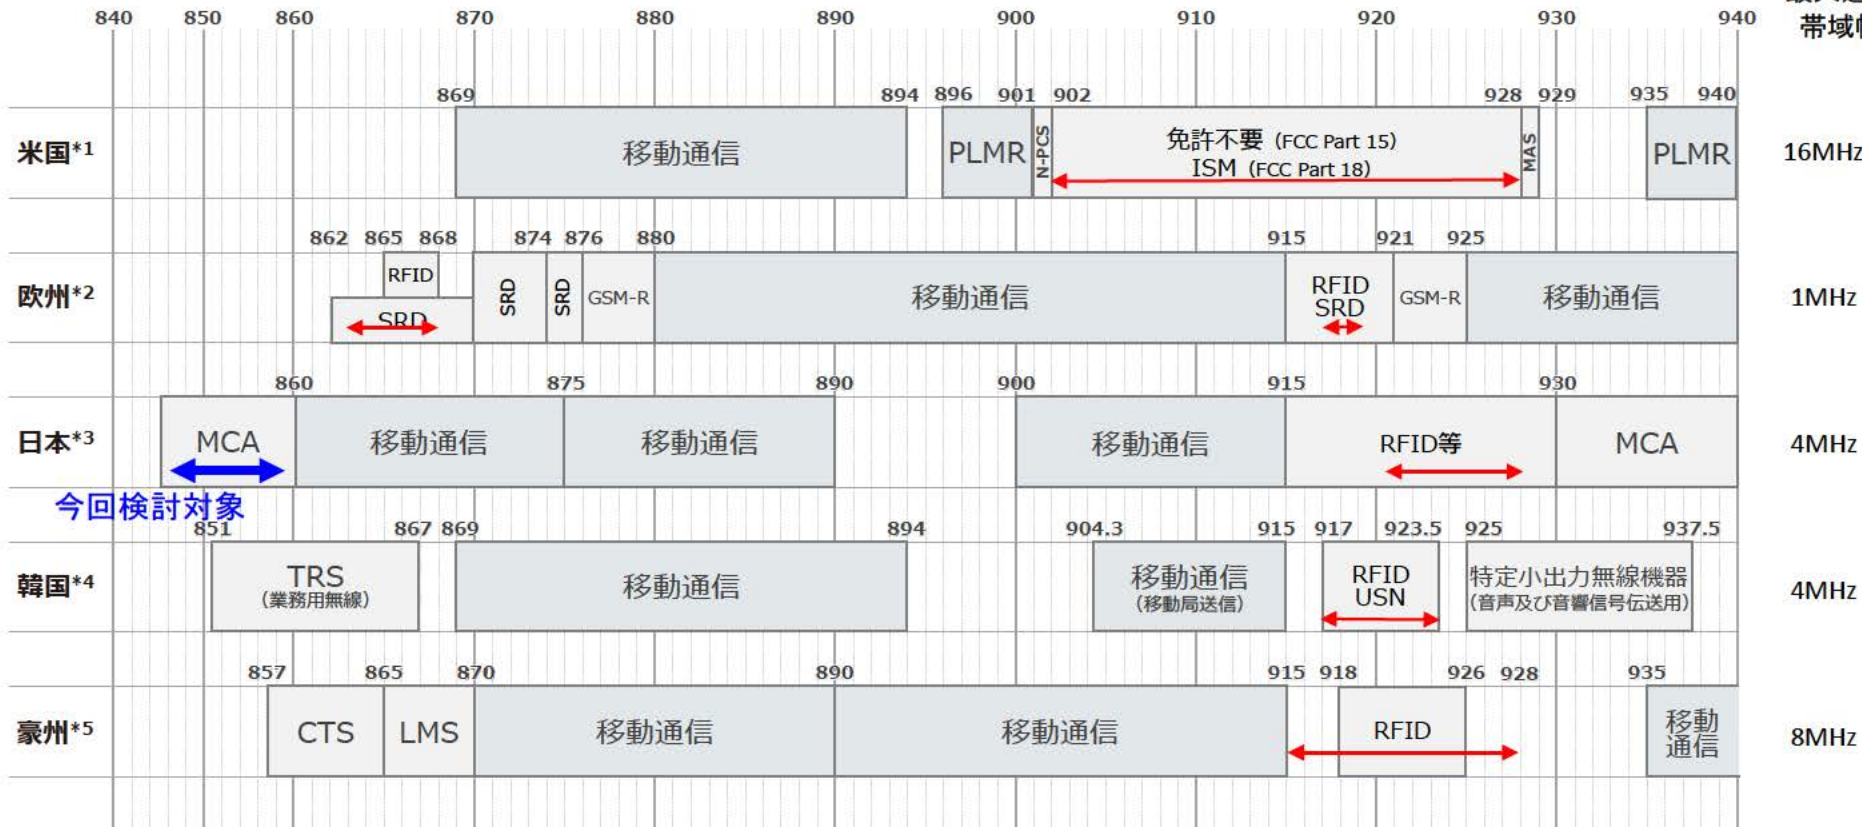 840 850 860 870 880 890 900 910 920 930 940
帯域幅
869 894 896 901 902 928 929 935 940
米国*1
移動通信
PLMR
N-PCS
免許不要 (FCC Part 15)
ISM (FCC Part 18)
MAS
PLMR
16MHz
862 865 868 874 876 880 915 921 925
欧州*2
RFID
SRD
SRD
SRD
GSM-R
移動通信
RFID
SRD
GSM-R
移動通信
1MHz
860 875 890 900 915 930
日本*3
MCA
移動通信
移動通信
移動通信
RFID等
MCA
4MHz
今回検討対象
851 867 869 894 904.3 915 917 923.5 925 937.5
韓国*4
TRS
(業務用無線)
移動通信
移動通信
(移動局送信)
RFID
USN
特定小出力無線機器
(音声及び音響信号伝送用)
4MHz
857 865 870 890 915 918 926 928 935
豪州*5
CTS
LMS
移動通信
移動通信
RFID
移動
通信
8MHz